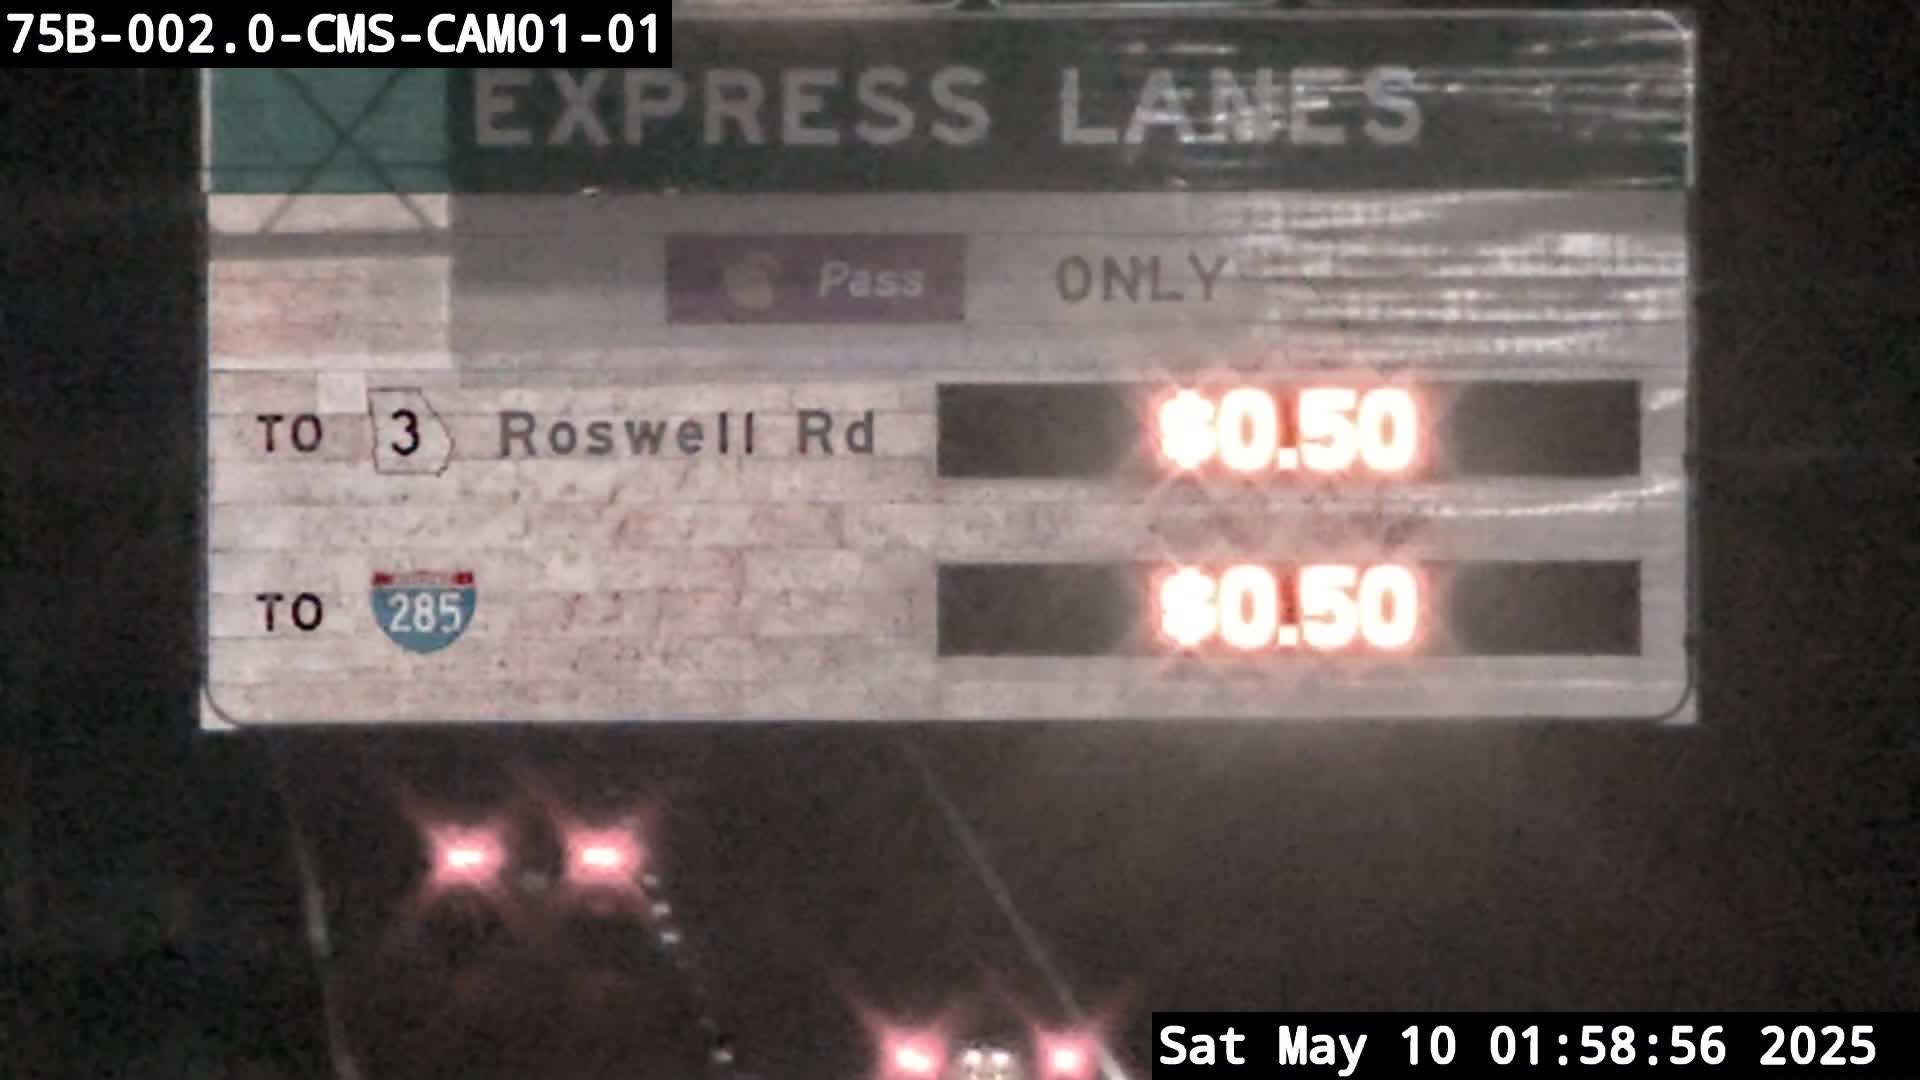 75B-002.0-CMS-CAM01-01
EXPRESS LANES
Pass ONLY
TO 3 Roswell Rd $0.50
TO 285 $0.50
Sat May 10 01:58:56 2025